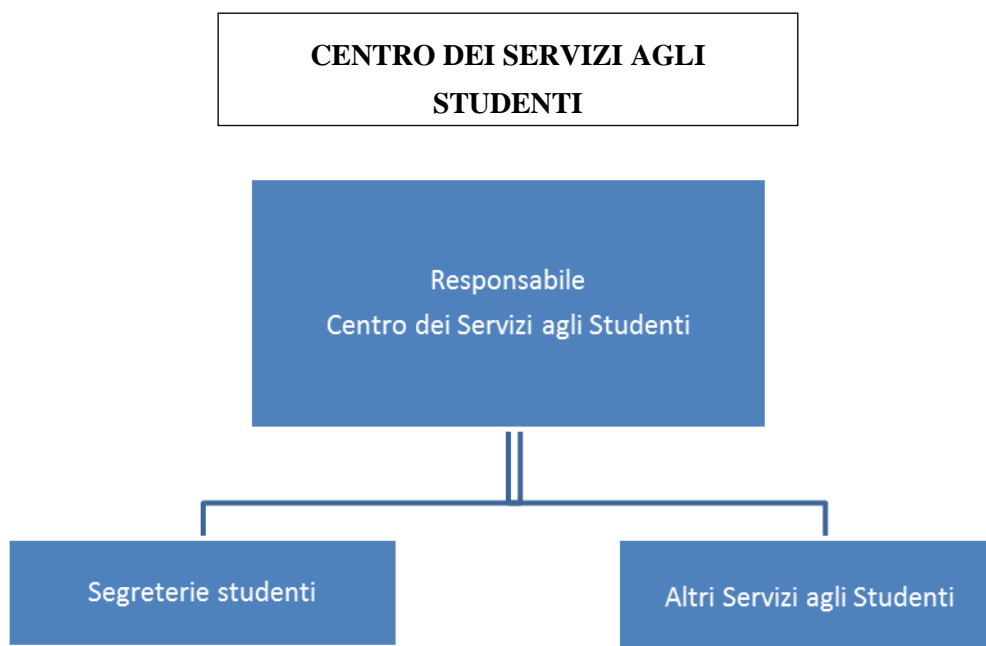 CENTRO DEI SERVIZI AGLI
STUDENTI
Responsabile
Centro dei Servizi agli Studenti
Segreterie studenti
Altri Servizi agli Studenti